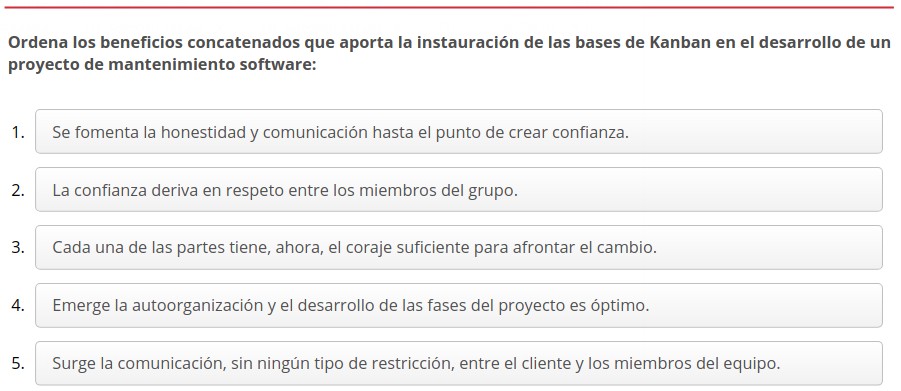 Ordena los beneficios concatenados que aporta la instauración de las bases de Kanban en el desarrollo de un
proyecto de mantenimiento software:
1. Se fomenta la honestidad y comunicación hasta el punto de crear confianza.
2. La confianza deriva en respeto entre los miembros del grupo.
3. Cada una de las partes tiene, ahora, el coraje suficiente para afrontar el cambio.
4. Emerge la autoorganización y el desarrollo de las fases del proyecto es óptimo.
5. Surge la comunicación, sin ningún tipo de restricción, entre el cliente y los miembros del equipo.